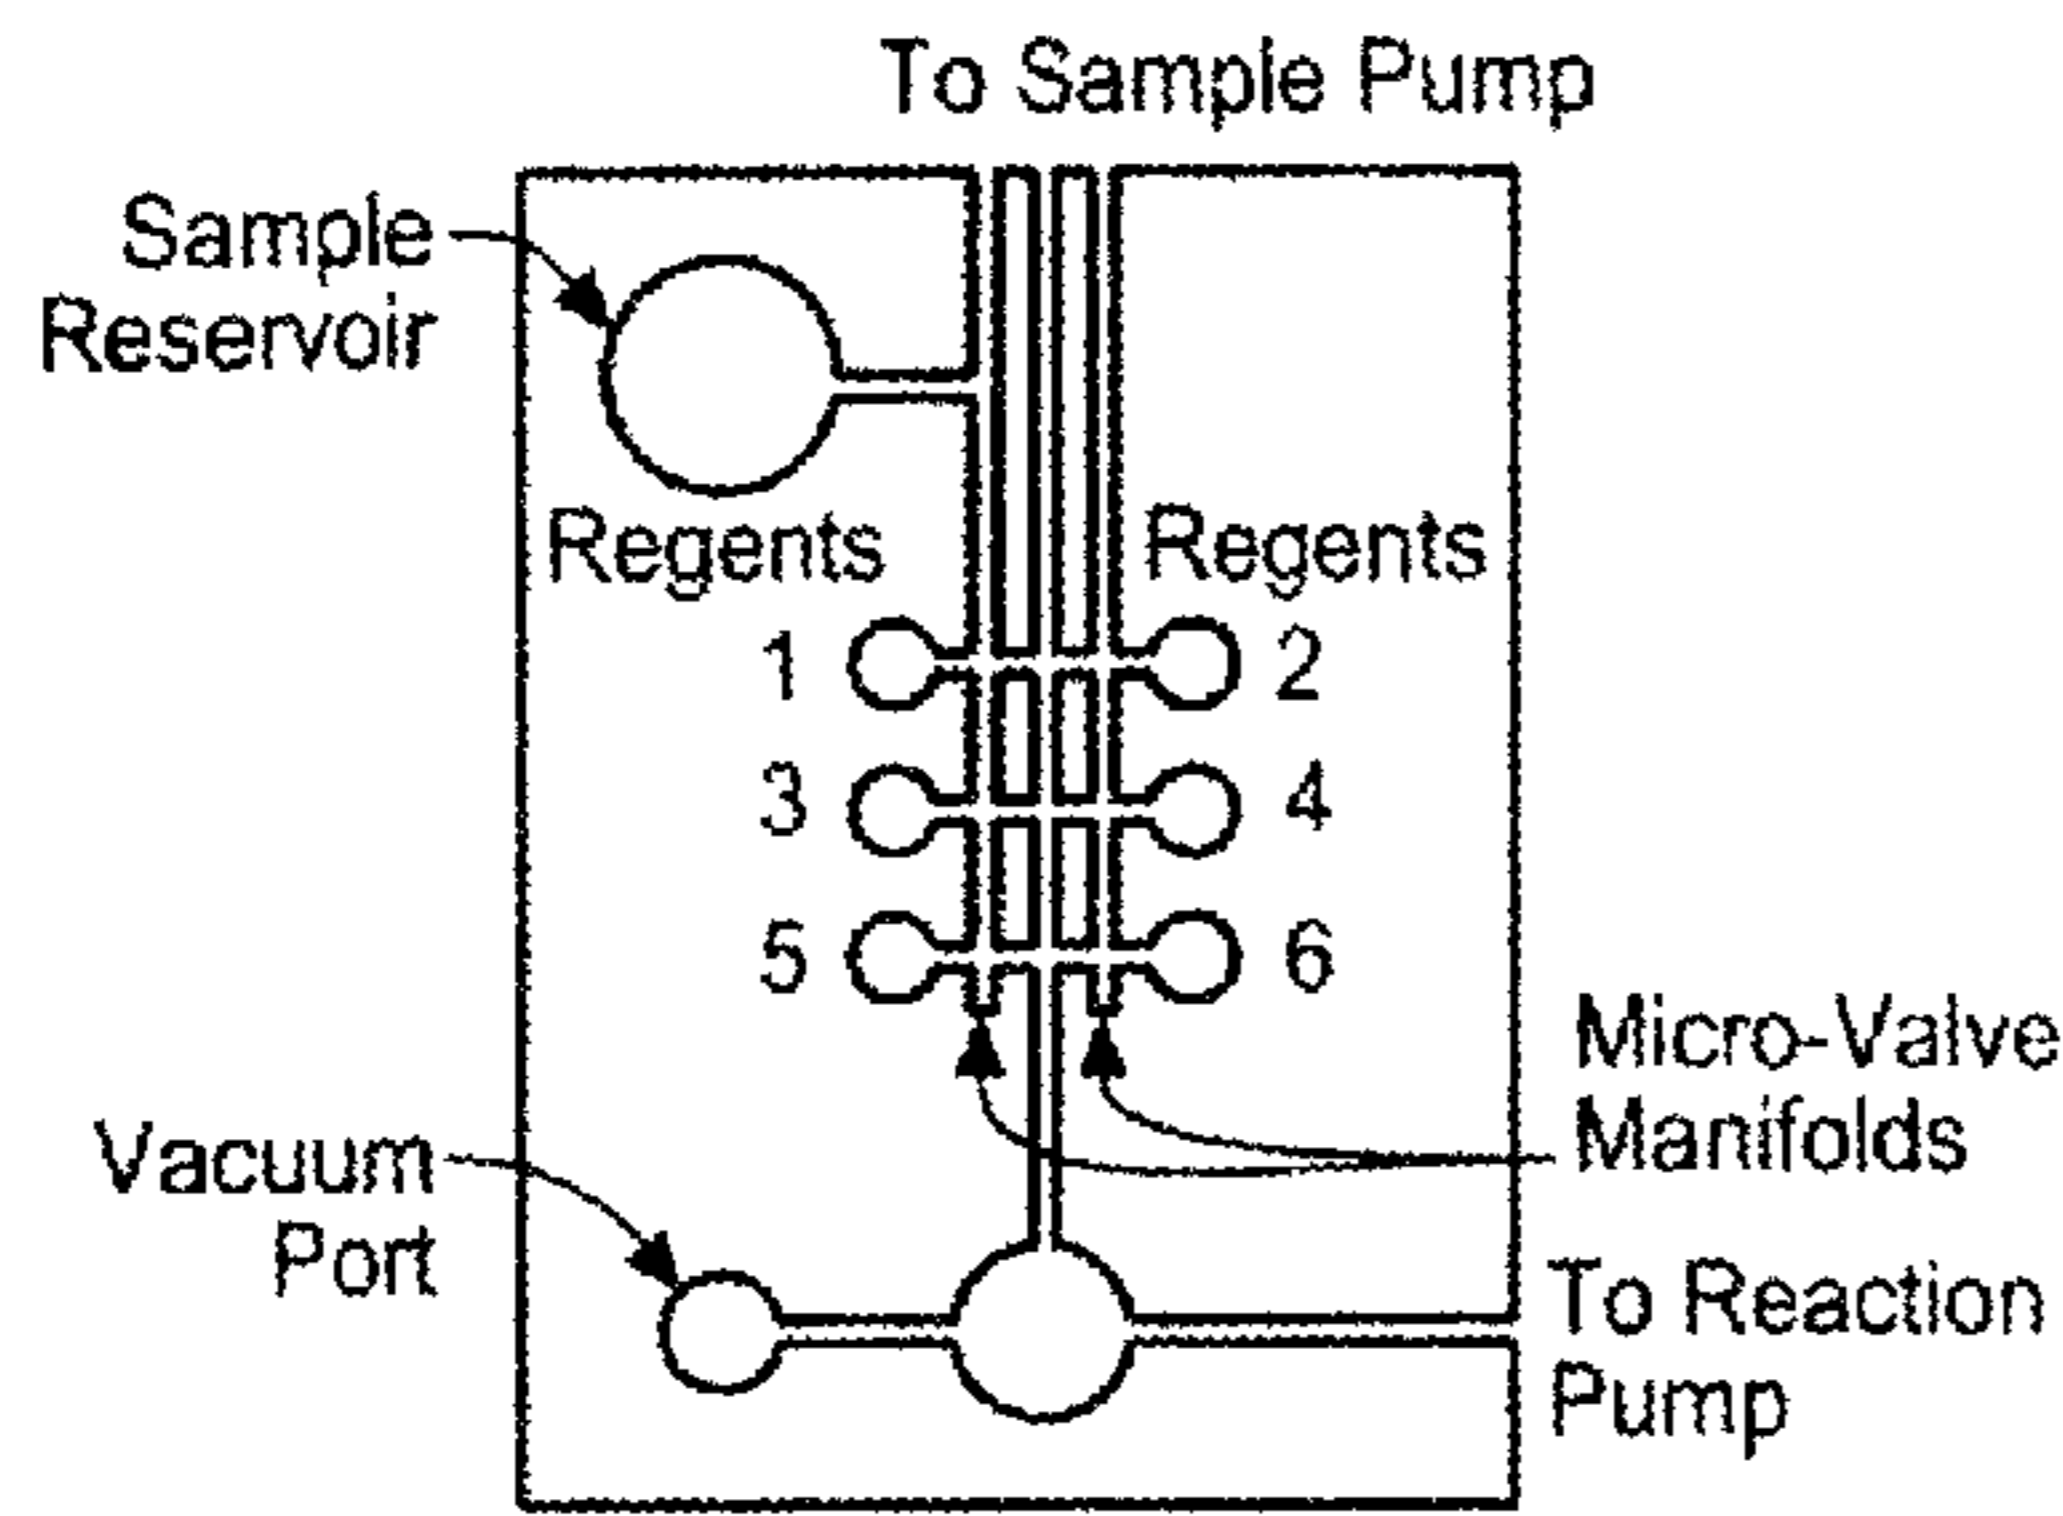 To Sample Pump
Sample
Reservoir
Regents
Regents
1
2
3
4
5
6
Micro-Valve
Manifolds
Vacuum
Port
To Reaction
Pump